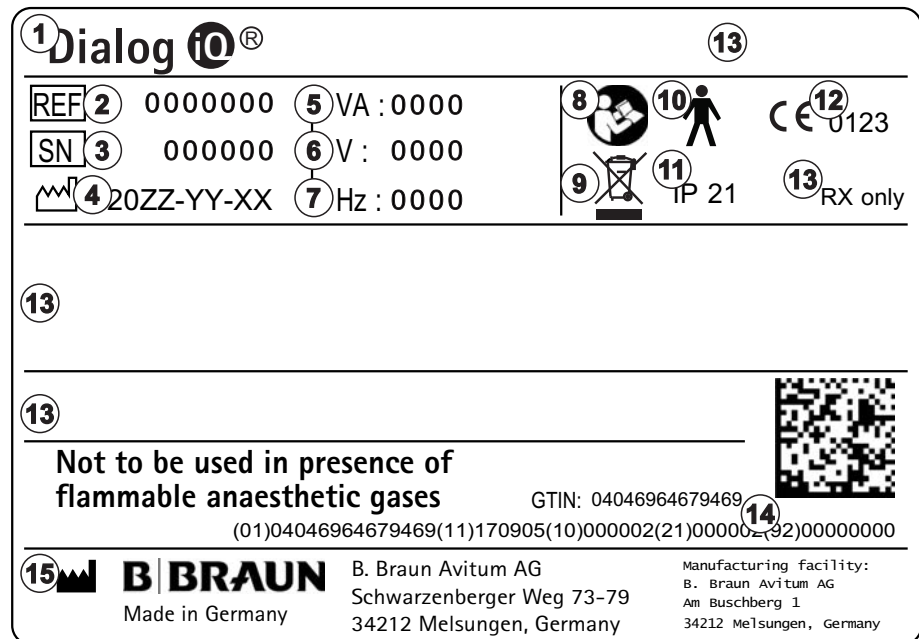 1 Dialog iQ® 13
REF 2 0000000 5 VA : 0000 8 10 CE 12 0123
SN 3 000000 6 V : 0000
4 20ZZ-YY-XX 7 Hz : 0000 9 11 IP 21 13 RX only
13
13
Not to be used in presence of
flammable anaesthetic gases GTIN: 04046964679469
14
(01)04046964679469(11)170905(10)000002(21)000002(92)00000000
15 B|BRAUN
Made in Germany
B. Braun Avitum AG
Schwarzenberger Weg 73-79
34212 Melsungen, Germany
Manufacturing facility:
B. Braun Avitum AG
Am Buschberg 1
34212 Melsungen, Germany